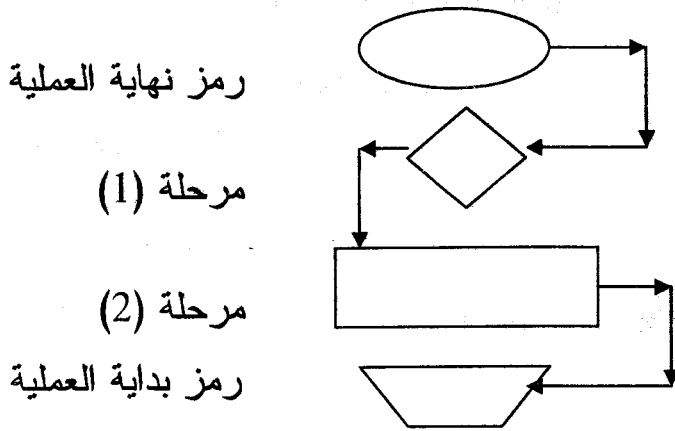 رمز نهاية العملية
مرحلة (1)
مرحلة (2)
رمز بداية العملية